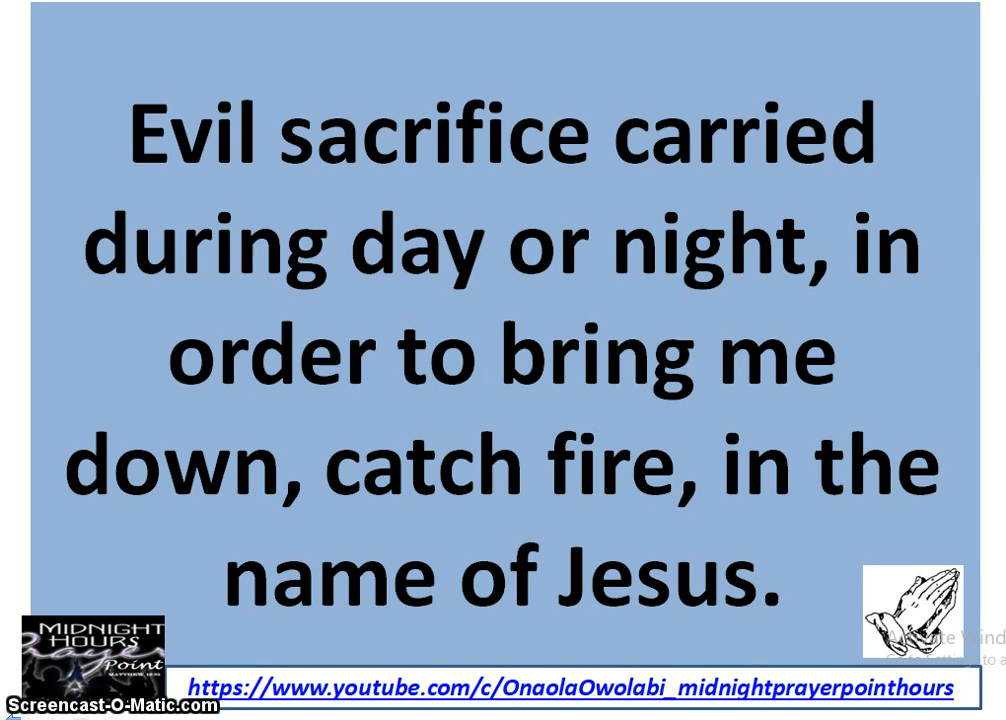 Evil sacrifice carried
during day or night, in
order to bring me
down, catch fire, in the
name of Jesus.
MIDNIGHT
HOURS
Prayer
Point
https://www.youtube.com/c/OnaolaOwolabi_midnightprayerpointhours
Screencast-O-Matic.com